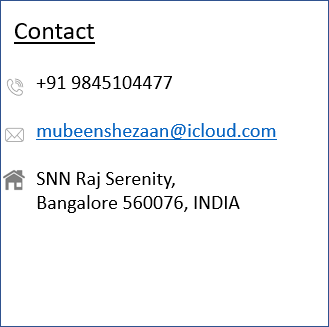 Contact
+91 9845104477
mubeenshezaan@icloud.com
SNN Raj Serenity,
Bangalore 560076, INDIA